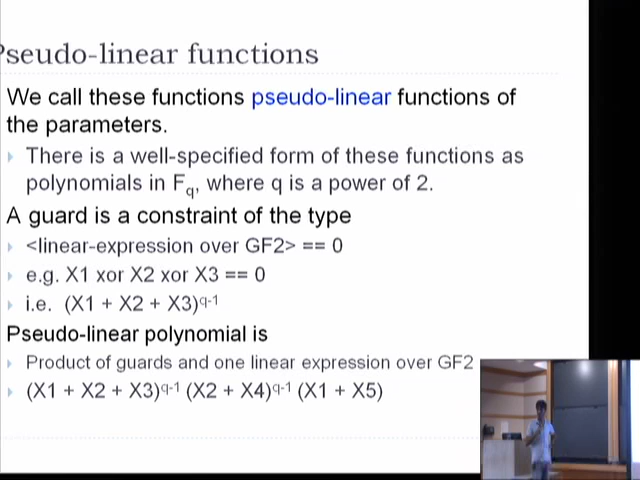 Pseudo-linear functions
We call these functions pseudo-linear functions of
the parameters.
There is a well-specified form of these functions as
polynomials in Fq, where q is a power of 2.
A guard is a constraint of the type
<linear-expression over GF2> == 0
e.g. X1 xor X2 xor X3 == 0
i.e. (X1 + X2 + X3)q-1
Pseudo-linear polynomial is
Product of guards and one linear expression over GF2
(X1 + X2 + X3)q-1 (X2 + X4)q-1 (X1 + X5)